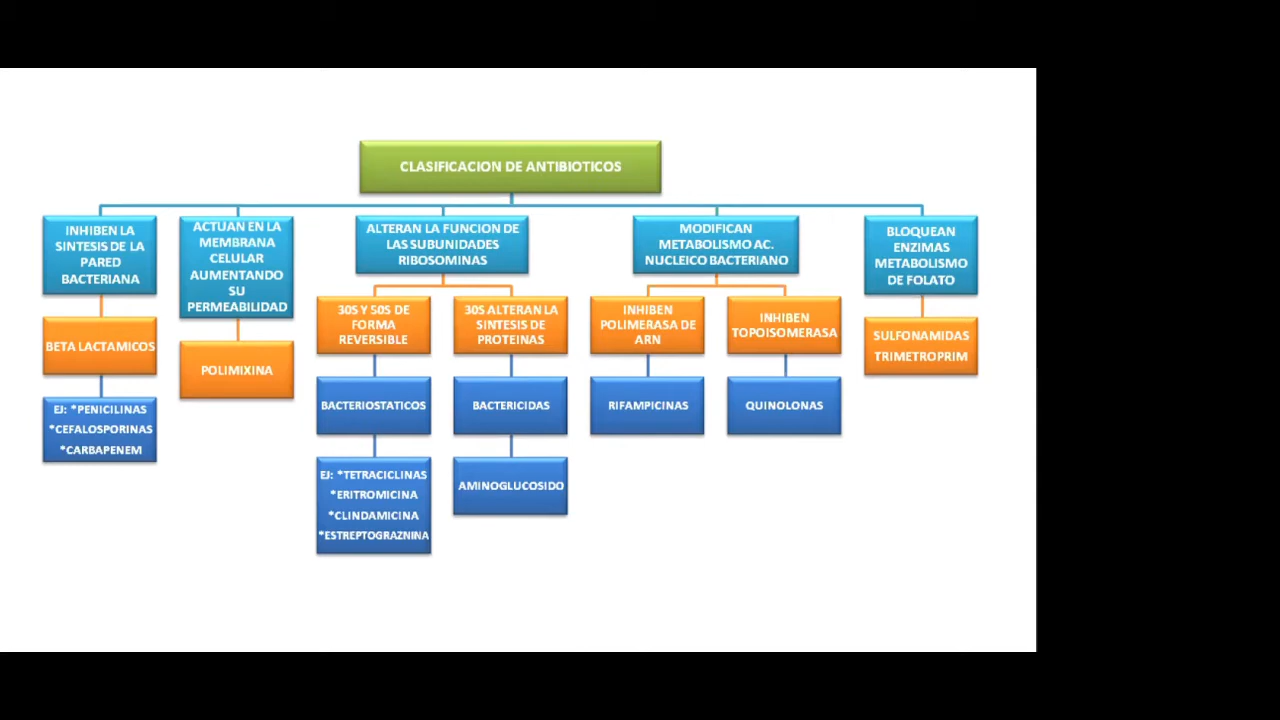 CLASIFICACION DE ANTIBIOTICOS
INHIBEN LA
SINTESIS DE LA
PARED
BACTERIANA
BETA LACTAMICOS
EJ: *PENICILINAS
*CEFALOSPORINAS
*CARBAPENEM
ACTUAN EN LA
MEMBRANA
CELULAR
AUMENTANDO
SU
PERMEABILIDAD
POLIMIXINA
ALTERAN LA FUNCION DE
LAS SUBUNIDADES
RIBOSOMINAS
30S Y 50S DE
FORMA
REVERSIBLE
BACTERIOSTATICOS
EJ: *TETRACICLINAS
*ERITROMICINA
*CLINDAMICINA
*ESTREPTOGRAZNINA
30S ALTERAN LA
SINTESIS DE
PROTEINAS
BACTERICIDAS
AMINOGLUCOSIDO
MODIFICAN
METABOLISMO AC.
NUCLEICO BACTERIANO
INHIBEN
POLIMERASA DE
ARN
RIFAMPICINAS
INHIBEN
TOPOISOMERASA
QUINOLONAS
BLOQUEAN
ENZIMAS
METABOLISMO
DE FOLATO
SULFONAMIDAS
TRIMETROPRIM